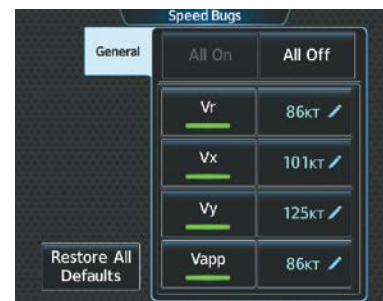 Speed Bugs
General
All On
All Off
Vr
86KT
Vx
101KT
Vy
125KT
Vapp
86KT
Restore All
Defaults